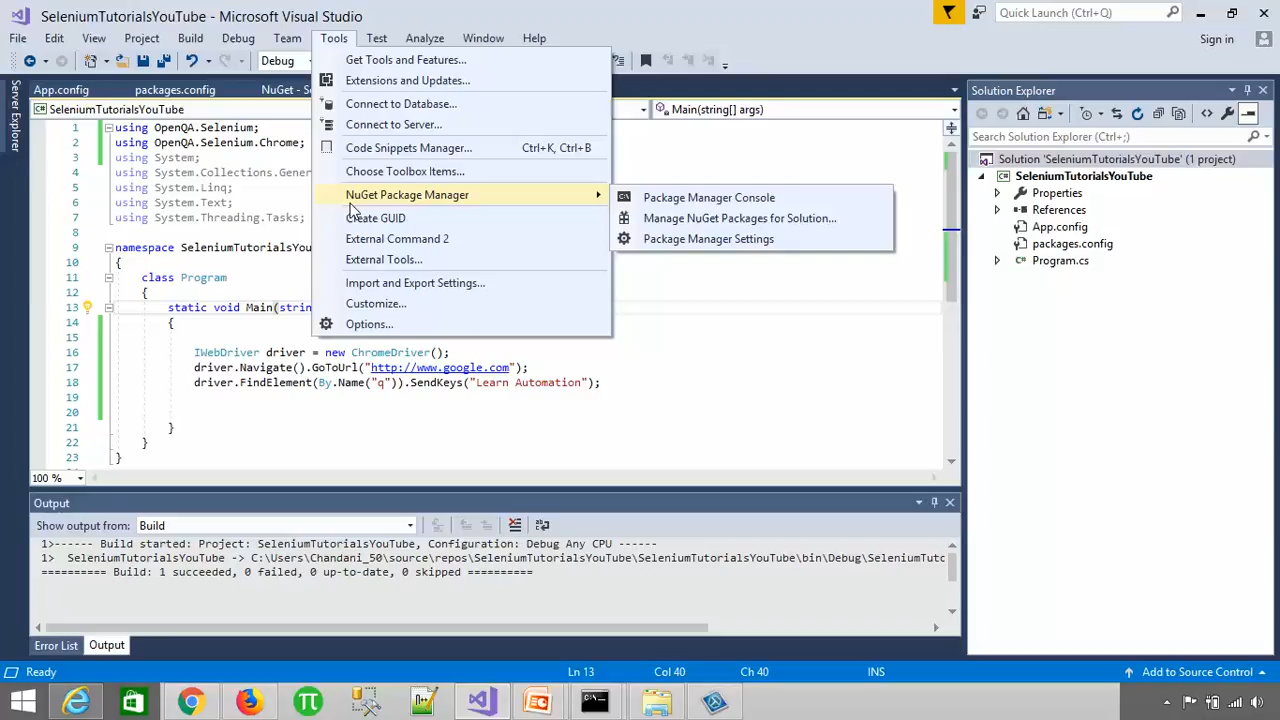 SeleniumTutorialsYouTube - Microsoft Visual Studio
Quick Launch (Ctrl+Q)
File Edit View Project Build Debug Team Tools Test Analyze Window Help
Sign in
Debug
Get Tools and Features...
Extensions and Updates...
Connect to Database...
Connect to Server...
Code Snippets Manager... Ctrl+K, Ctrl+B
Choose Toolbox Items...
NuGet Package Manager
Create GUID
External Command 2
External Tools...
Import and Export Settings...
Customize...
Options...
Package Manager Console
Manage NuGet Packages for Solution...
Package Manager Settings
Server Explorer
App.config packages.config NuGet - S
SeleniumTutorialsYouTube Main(string[] args)
1 using OpenQA.Selenium;
2 using OpenQA.Selenium.Chrome;
3 using System;
4 using System.Collections.Gener
5 using System.Linq;
6 using System.Text;
7 using System.Threading.Tasks;
8
9 namespace SeleniumTutorialsYou
10 {
11 class Program
12 {
13 static void Main(strin
14 {
15
16 IWebDriver driver = new ChromeDriver();
17 driver.Navigate().GoToUrl("http://www.google.com");
18 driver.FindElement(By.Name("q")).SendKeys("Learn Automation");
19
20
21 }
22 }
23 }
100 %
Solution Explorer
Search Solution Explorer (Ctrl+;)
Solution 'SeleniumTutorialsYouTube' (1 project)
SeleniumTutorialsYouTube
Properties
References
App.config
packages.config
Program.cs
Output
Show output from: Build
1>------ Build started: Project: SeleniumTutorialsYouTube, Configuration: Debug Any CPU ------
1> SeleniumTutorialsYouTube -> C:\Users\Chandani_50\source\repos\SeleniumTutorialsYouTube\SeleniumTutorialsYouTube\bin\Debug\SeleniumTuto
========== Build: 1 succeeded, 0 failed, 0 up-to-date, 0 skipped ==========
Error List Output
Ready Ln 13 Col 40 Ch 40 INS Add to Source Control